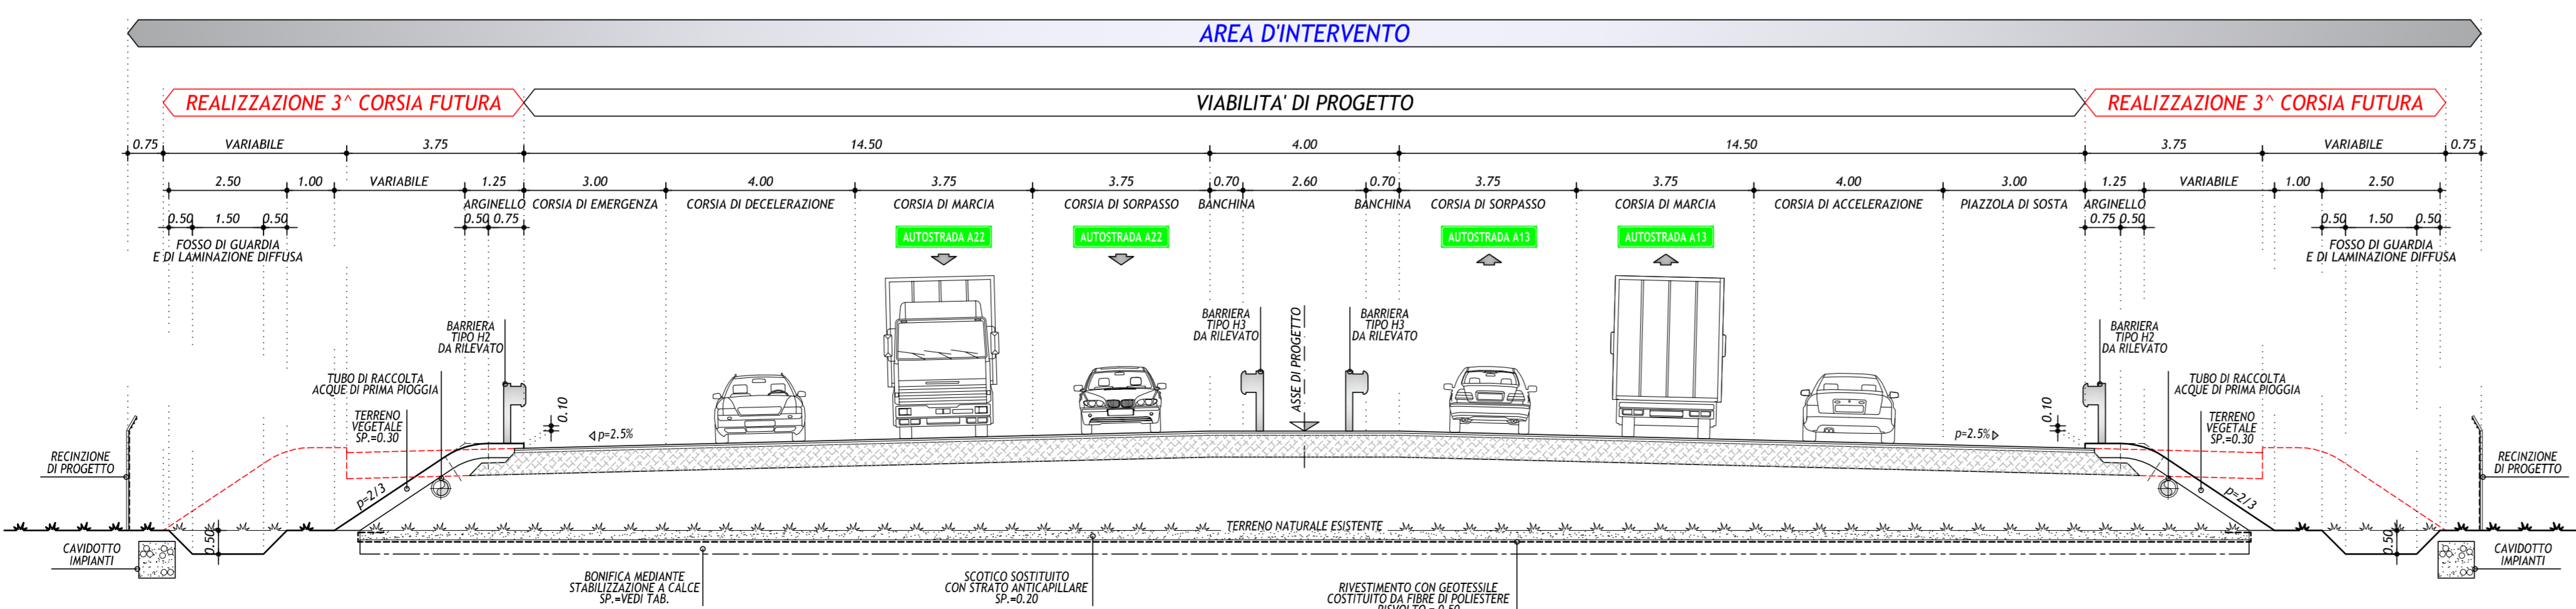 AREA D'INTERVENTO
REALIZZAZIONE 3^ CORSIA FUTURA
VIABILITA' DI PROGETTO
REALIZZAZIONE 3^ CORSIA FUTURA
0.75 VARIABILE 3.75 14.50 4.00 14.50 3.75 VARIABILE 0.75
2.50 1.00 VARIABILE 1.25 3.00 4.00 3.75 3.75 0.70 2.60 0.70 3.75 3.75 4.00 3.00 1.25 VARIABILE 1.00 2.50
ARGINELLO CORSIA DI EMERGENZA CORSIA DI DECELERAZIONE CORSIA DI MARCIA CORSIA DI SORPASSO BANCHINA BANCHINA CORSIA DI SORPASSO CORSIA DI MARCIA CORSIA DI ACCELERAZIONE PIAZZOLA DI SOSTA ARGINELLO
0.50 1.50 0.50 0.50 0.75 0.75 0.50 0.50 1.50 0.50
FOSSO DI GUARDIA
E DI LAMINAZIONE DIFFUSA
AUTOSTRADA A22
AUTOSTRADA A22
AUTOSTRADA A13
AUTOSTRADA A13
FOSSO DI GUARDIA
E DI LAMINAZIONE DIFFUSA
BARRIERA
TIPO H2
DA RILEVATO
BARRIERA
TIPO H3
DA RILEVATO
ASSE DI PROGETTO
BARRIERA
TIPO H3
DA RILEVATO
BARRIERA
TIPO H2
DA RILEVATO
TUBO DI RACCOLTA
ACQUE DI PRIMA PIOGGIA
TUBO DI RACCOLTA
ACQUE DI PRIMA PIOGGIA
TERRENO
VEGETALE
SP.=0.30
0.10
p=2.5%
p=2.5%
0.10
TERRENO
VEGETALE
SP.=0.30
RECINZIONE
DI PROGETTO
p=2/3
p=2/3
RECINZIONE
DI PROGETTO
TERRENO NATURALE ESISTENTE
0.50
0.50
CAVIDOTTO
IMPIANTI
CAVIDOTTO
IMPIANTI
BONIFICA MEDIANTE
STABILIZZAZIONE A CALCE
SP.=VEDI TAB.
SCOTICO SOSTITUITO
CON STRATO ANTICAPILLARE
SP.=0.20
RIVESTIMENTO CON GEOTESSILE
COSTITUITO DA FIBRE DI POLIESTERE
RISVOLTO = 0.50